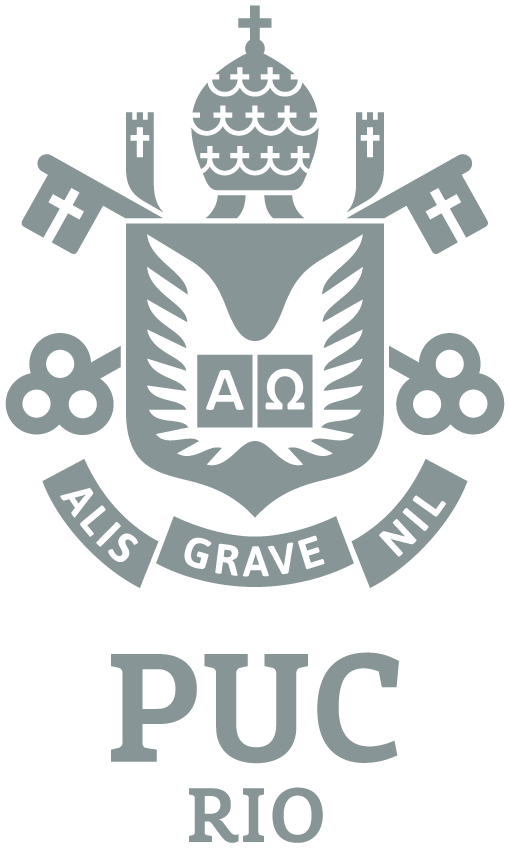 Α Ω
ALIS GRAVE NIL
PUC
RIO